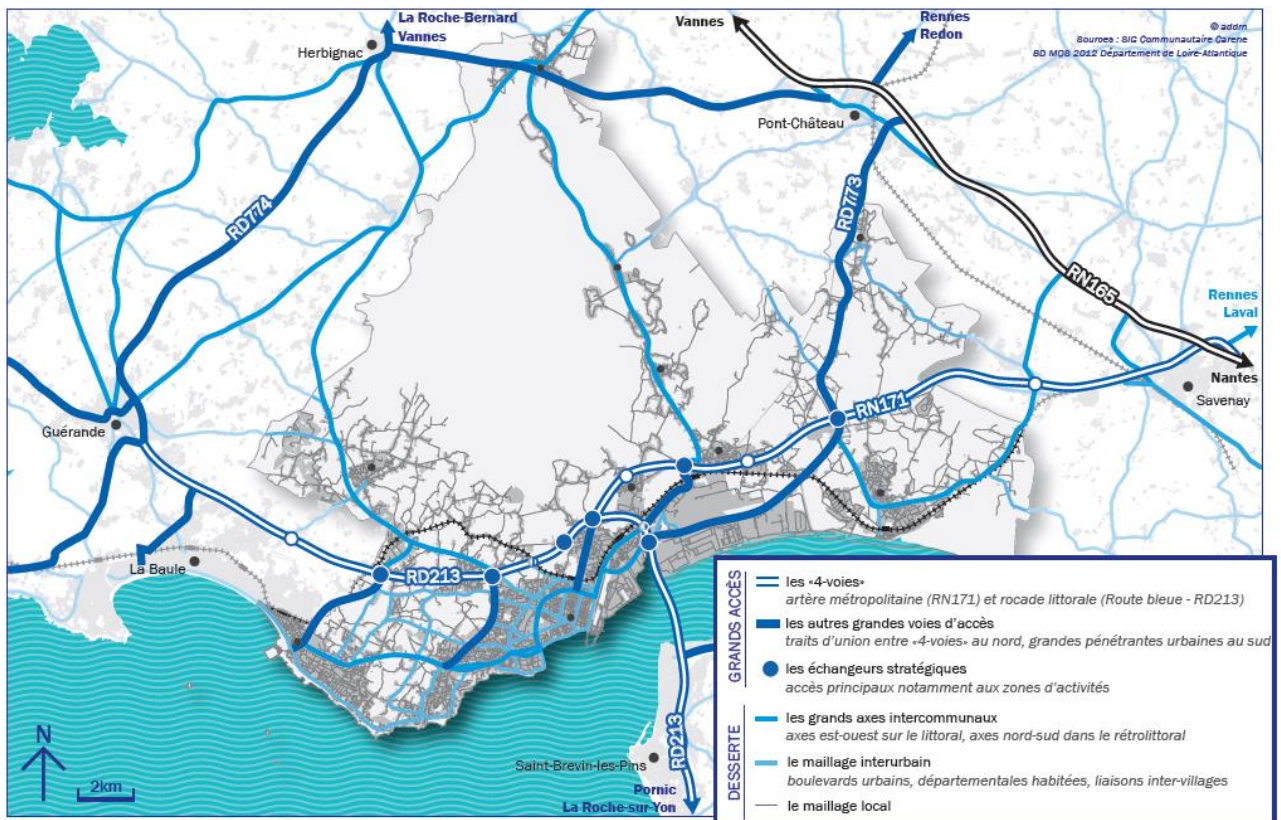 La Roche-Bernard
Vannes
Vannes
Rennes
Redon
© addrn
Sources : SIG Communautaire Carene
BD MOS 2012 Département de Loire-Atlantique
Herbignac
Pont-Château
RD774
RD773
RN165
Rennes
Laval
Nantes
Savenay
Guérande
RN171
La Baule
RD213
RD213
Saint-Brevin-les-Pins
Pornic
La Roche-sur-Yon
N
2km
GRANDS ACCÈS
les «4-voies»
artère métropolitaine (RN171) et rocade littorale (Route bleue - RD213)
les autres grandes voies d'accès
traits d'union entre «4-voies» au nord, grandes pénétrantes urbaines au sud
les échangeurs stratégiques
accès principaux notamment aux zones d'activités
DESSERTE
les grands axes intercommunaux
axes est-ouest sur le littoral, axes nord-sud dans le rétrolittoral
le maillage interurbain
boulevards urbains, départementales habitées, liaisons inter-villages
le maillage local